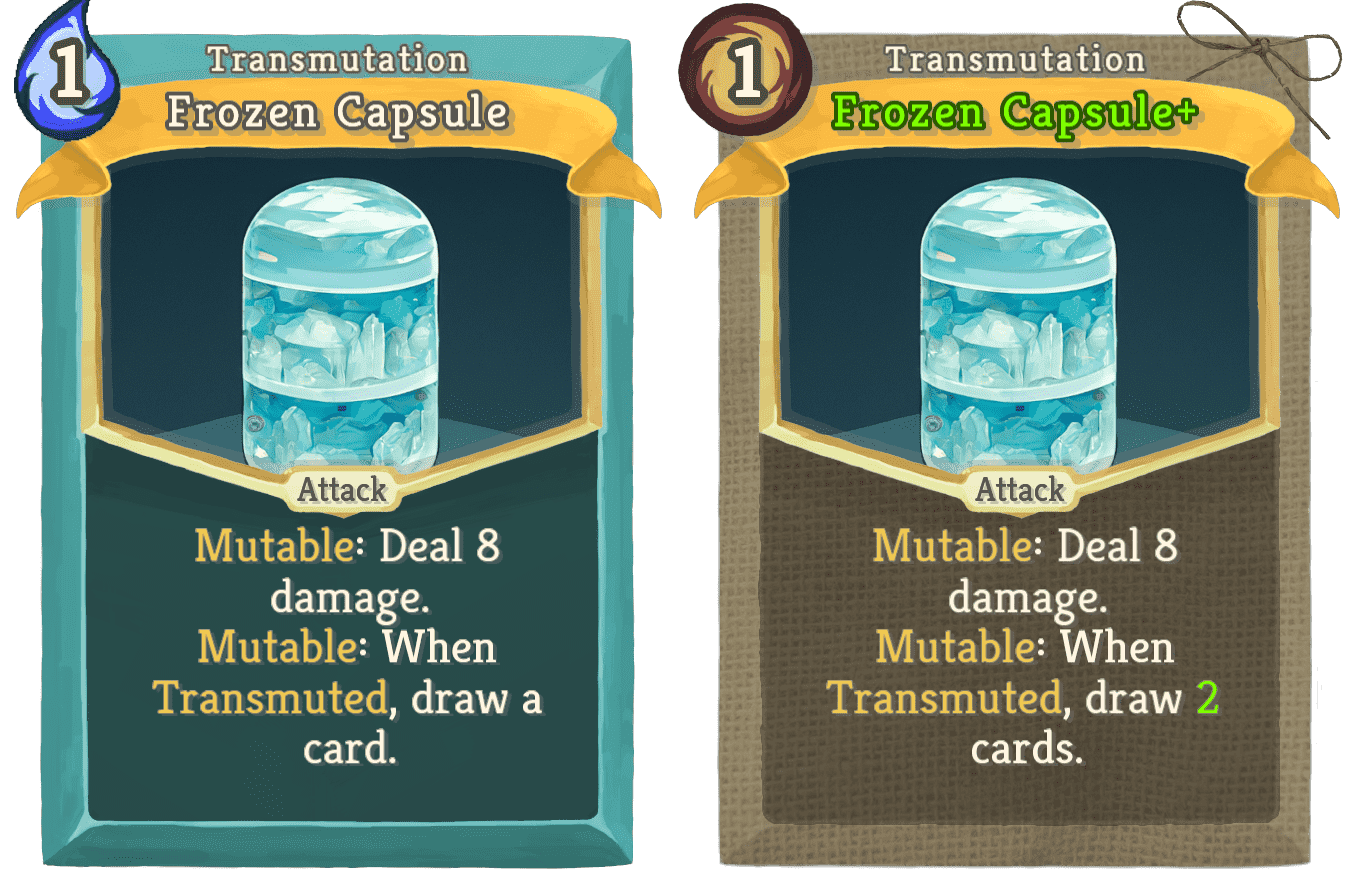 1
Transmutation
Frozen Capsule
Attack
Mutable: Deal 8
damage.
Mutable: When
Transmuted, draw a
card.
1
Transmutation
Frozen Capsule+
Attack
Mutable: Deal 8
damage.
Mutable: When
Transmuted, draw 2
cards.